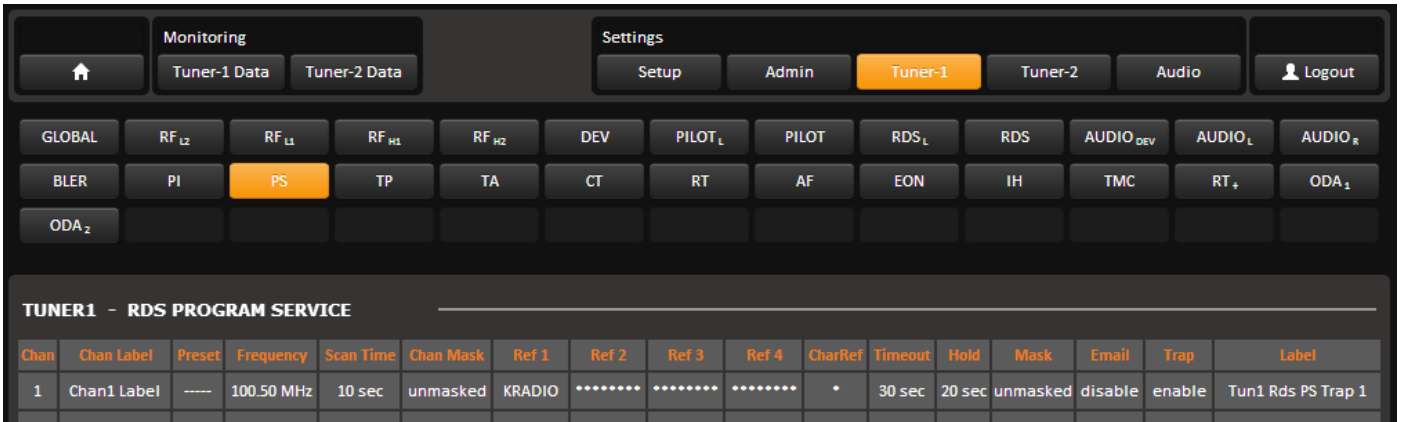 Monitoring Settings
Tuner-1 Data Tuner-2 Data Setup Admin Tuner-1 Tuner-2 Audio Logout
GLOBAL RF L2 RF L1 RF H1 RF H2 DEV PILOT L PILOT RDS L RDS AUDIO DEV AUDIO L AUDIO R
BLER PI PS TP TA CT RT AF EON IH TMC RT + ODA 1
ODA 2
TUNER1 - RDS PROGRAM SERVICE
Chan Chan Label Preset Frequency Scan Time Chan Mask Ref 1 Ref 2 Ref 3 Ref 4 CharRef Timeout Hold Mask Email Trap Label
1 Chan1 Label ----- 100.50 MHz 10 sec unmasked KRADIO ******** ******** ******** * 30 sec 20 sec unmasked disable enable Tun1 Rds PS Trap 1